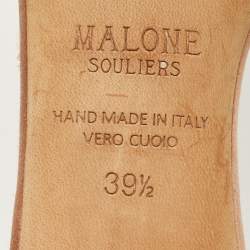 MALONE
SOULIERS
HAND MADE IN ITALY
VERO CUOIO
39½